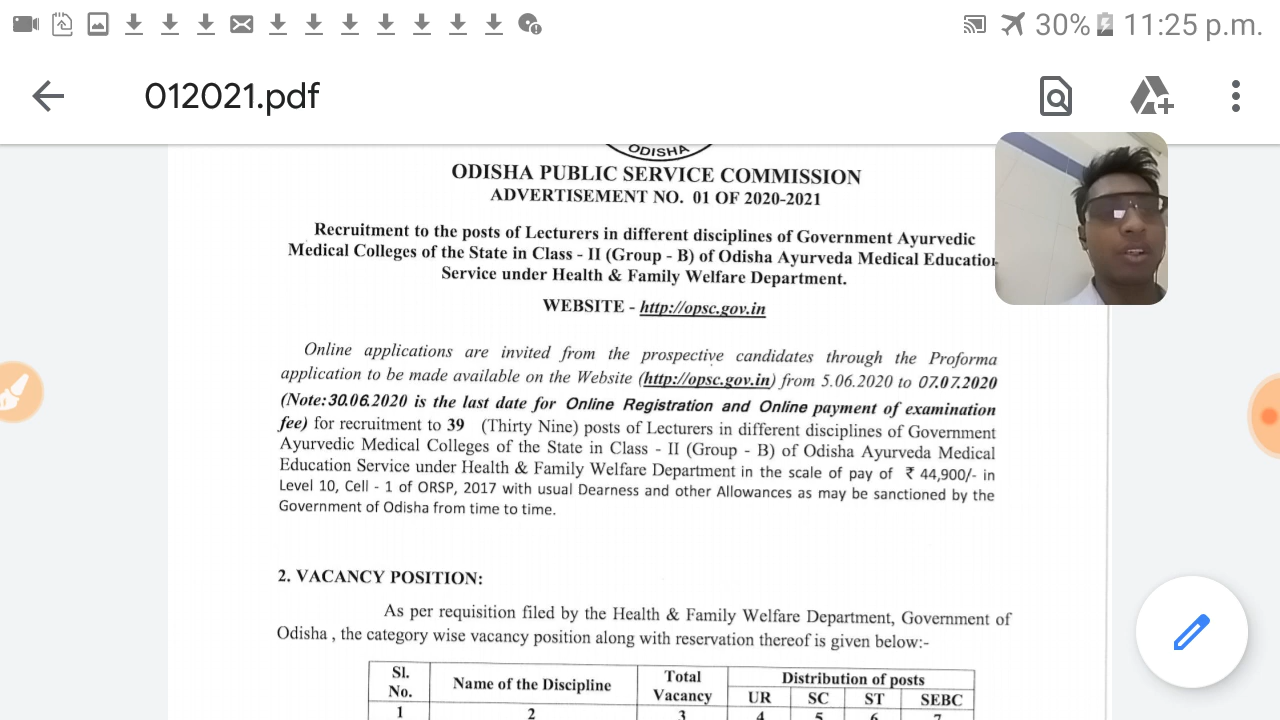 30% 11:25 p.m.
012021.pdf
ODISHA
ODISHA PUBLIC SERVICE COMMISSION
ADVERTISEMENT NO. 01 OF 2020-2021
Recruitment to the posts of Lecturers in different disciplines of Government Ayurvedic
Medical Colleges of the State in Class - II (Group - B) of Odisha Ayurveda Medical Education
Service under Health & Family Welfare Department.
WEBSITE - http://opsc.gov.in
Online applications are invited from the prospective candidates through the Proforma
application to be made available on the Website (http://opsc.gov.in) from 5.06.2020 to 07.07.2020
(Note:30.06.2020 is the last date for Online Registration and Online payment of examination
fee) for recruitment to 39 (Thirty Nine) posts of Lecturers in different disciplines of Government
Ayurvedic Medical Colleges of the State in Class - II (Group - B) of Odisha Ayurveda Medical
Education Service under Health & Family Welfare Department in the scale of pay of ₹ 44,900/- in
Level 10, Cell - 1 of ORSP, 2017 with usual Dearness and other Allowances as may be sanctioned by the
Government of Odisha from time to time.
2. VACANCY POSITION:
As per requisition filed by the Health & Family Welfare Department, Government of
Odisha , the category wise vacancy position along with reservation thereof is given below:-
Sl. No. Name of the Discipline Total Vacancy Distribution of posts
UR SC ST SEBC
1 2 3 4 5 6 7